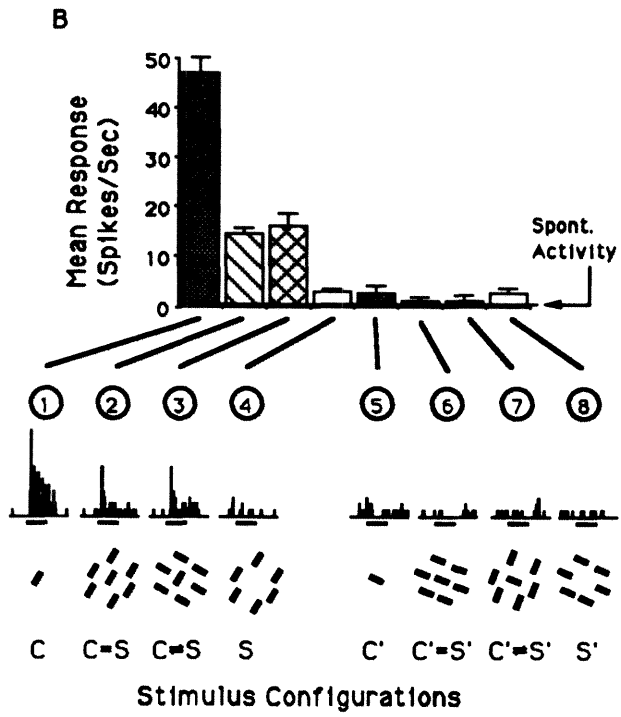 B
Mean Response
(Spikes/Sec)
50
40
30
20
10
0
Spont.
Activity
1 2 3 4 5 6 7 8
C C=S C≠S S C' C'=S' C'≠S' S'
Stimulus Configurations